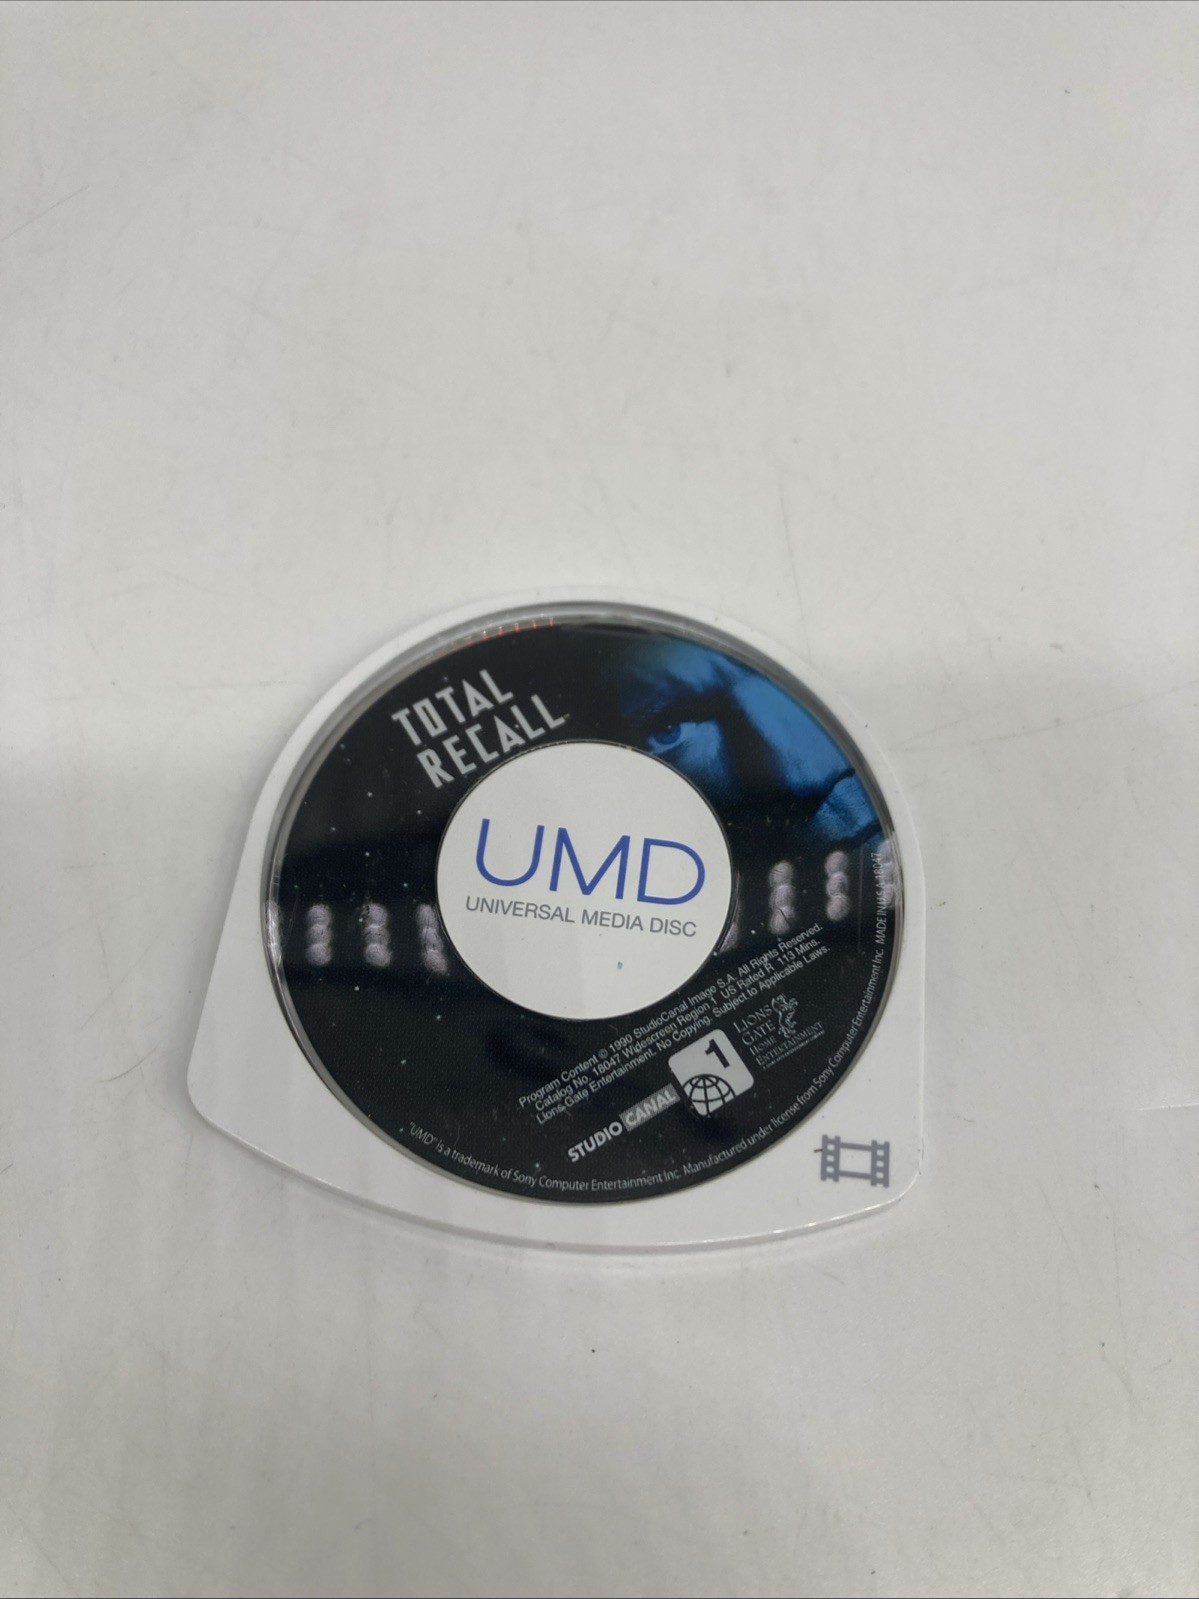 TOTAL
RECALL
UMD
UNIVERSAL MEDIA DISC
Program Content © 1990 StudioCanal Image S.A. All Rights Reserved.
Catalog No. 18047 Widescreen Region 1 US Rated R. 113 Mins.
Lions Gate Entertainment. No Copying. Subject to Applicable Laws.
STUDIO CANAL
1
LIONS
GATE
HOME
ENTERTAINMENT
"UMD" is a trademark of Sony Computer Entertainment Inc. Manufactured under license from Sony Computer Entertainment Inc. MADE IN U.S.A 18047